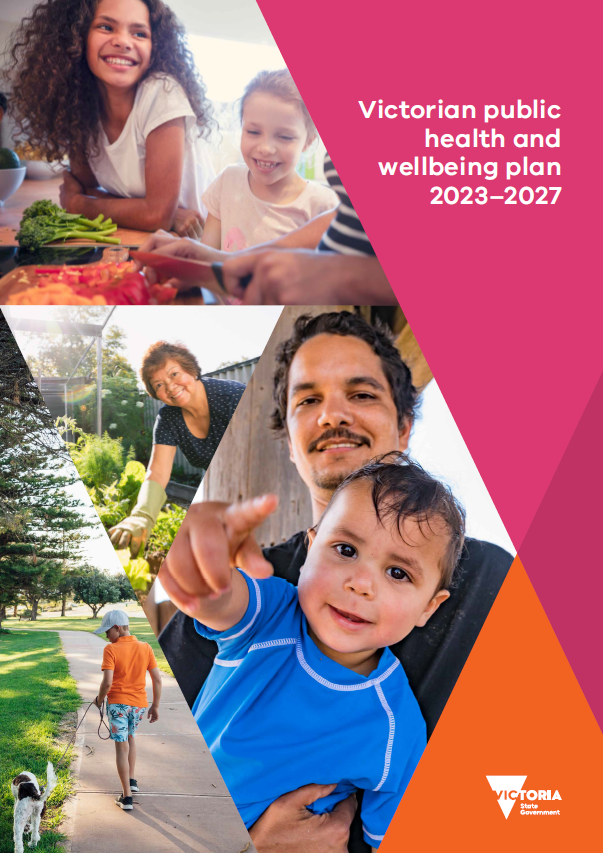 Victorian public
health and
wellbeing plan
2023–2027
VICTORIA
State
Government